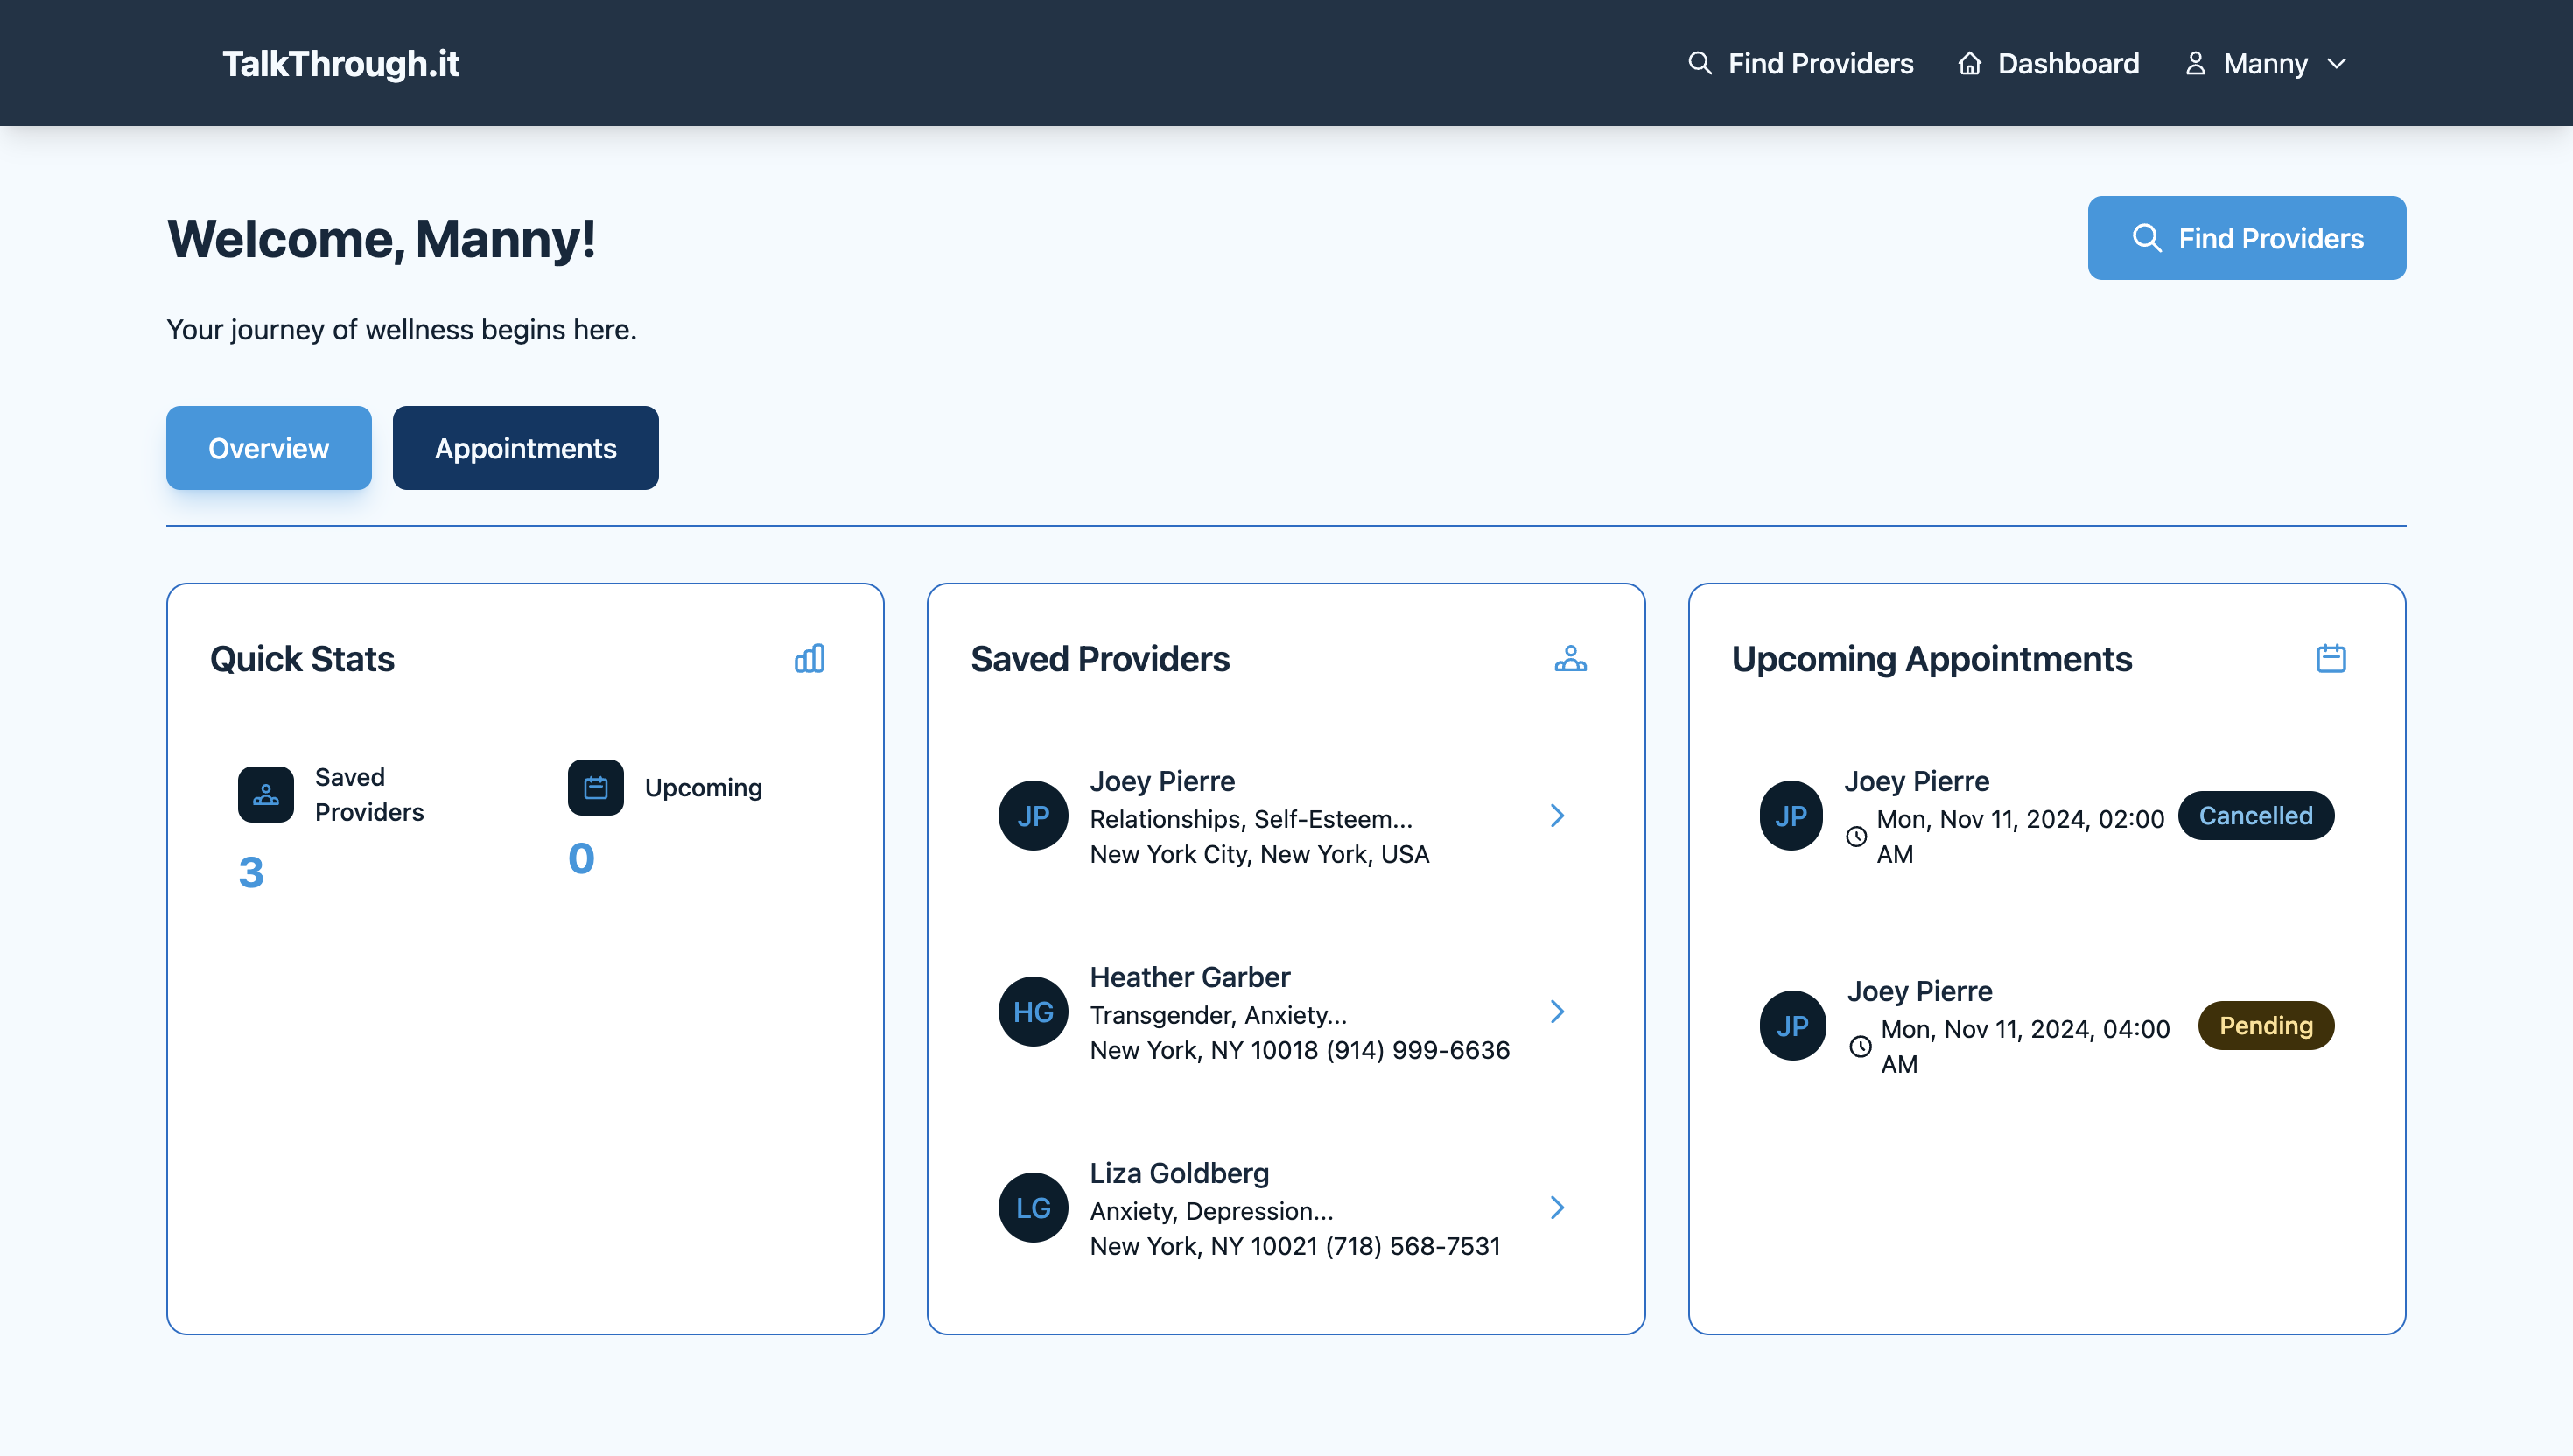 TalkThrough.it
Find Providers
Dashboard
Manny
Welcome, Manny!
Find Providers
Your journey of wellness begins here.
Overview
Appointments
Quick Stats
Saved
Providers
3
Upcoming
0
Saved Providers
JP
Joey Pierre
Relationships, Self-Esteem...
New York City, New York, USA
HG
Heather Garber
Transgender, Anxiety...
New York, NY 10018 (914) 999-6636
LG
Liza Goldberg
Anxiety, Depression...
New York, NY 10021 (718) 568-7531
Upcoming Appointments
JP
Joey Pierre
Mon, Nov 11, 2024, 02:00
AM
Cancelled
JP
Joey Pierre
Mon, Nov 11, 2024, 04:00
AM
Pending